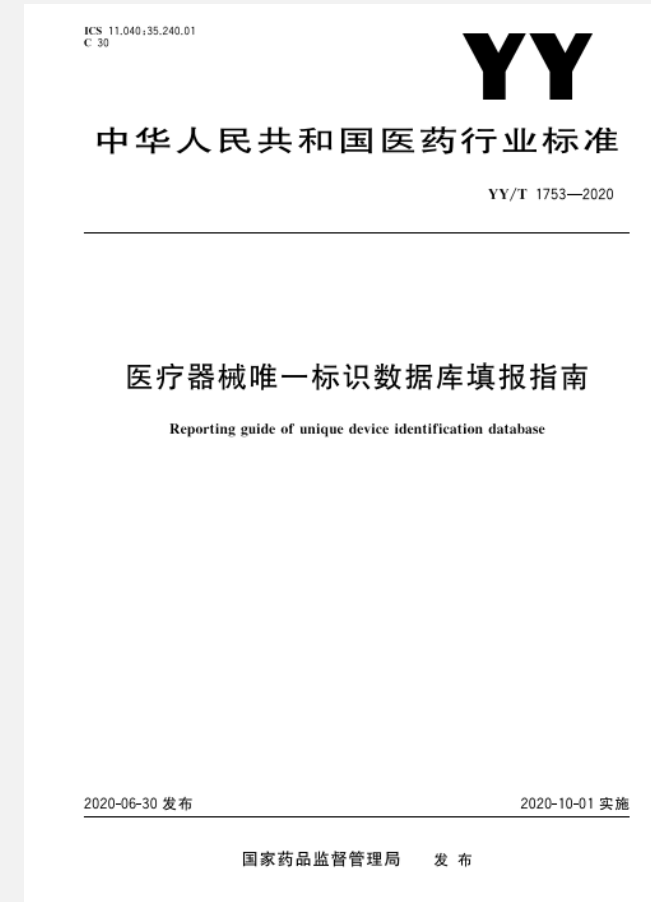 ICS 11.040;35.240.01
C 30
YY
中华人民共和国医药行业标准
YY/T 1753—2020
医疗器械唯一标识数据库填报指南
Reporting guide of unique device identification database
2020-06-30 发布
2020-10-01 实施
国家药品监督管理局 发 布